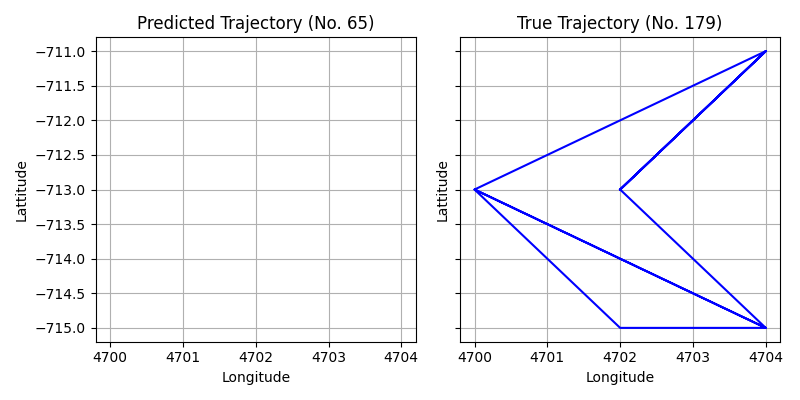 Predicted Trajectory (No. 65)
True Trajectory (No. 179)
−711.0
−711.5
−712.0
−712.5
−713.0
−713.5
−714.0
−714.5
−715.0
Lattitude
Lattitude
4700 4701 4702 4703 4704
4700 4701 4702 4703 4704
Longitude
Longitude